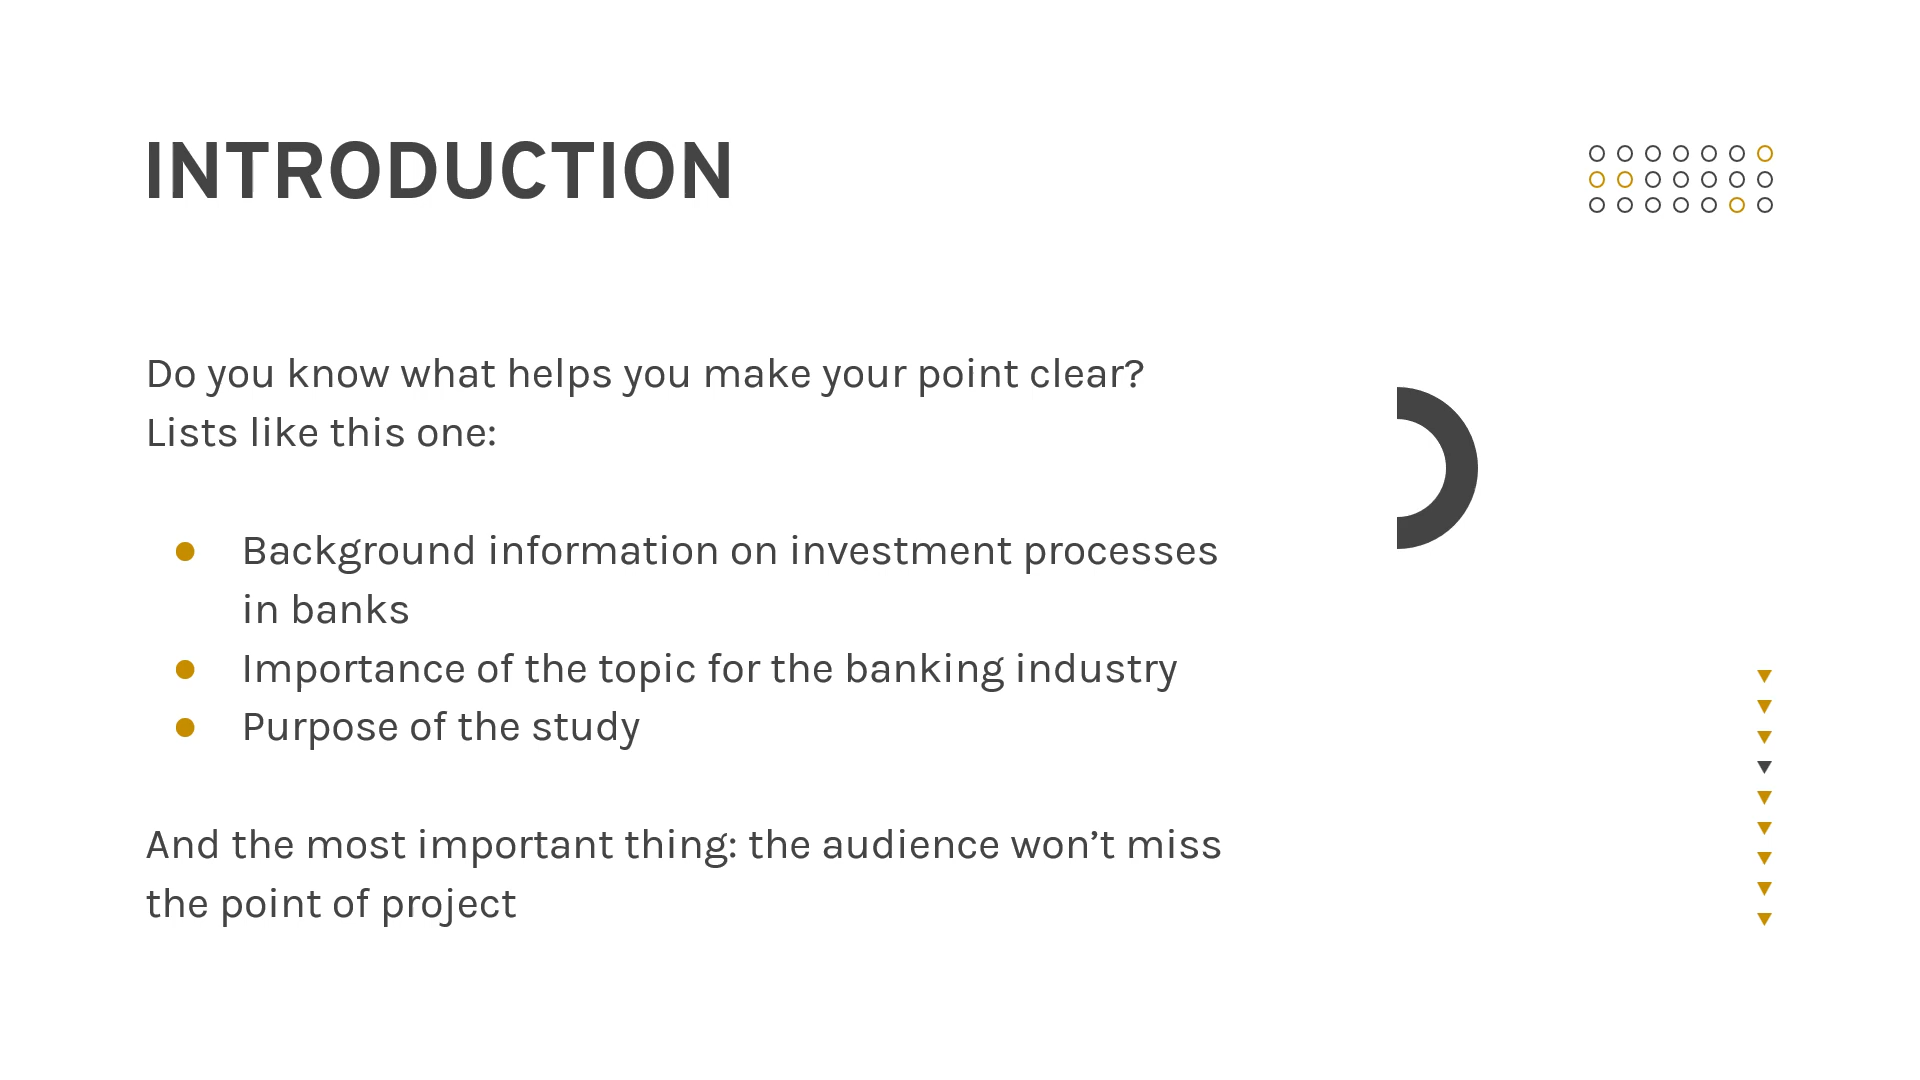 INTRODUCTION
Do you know what helps you make your point clear?
Lists like this one:
● Background information on investment processes
in banks
● Importance of the topic for the banking industry
● Purpose of the study
And the most important thing: the audience won’t miss
the point of project